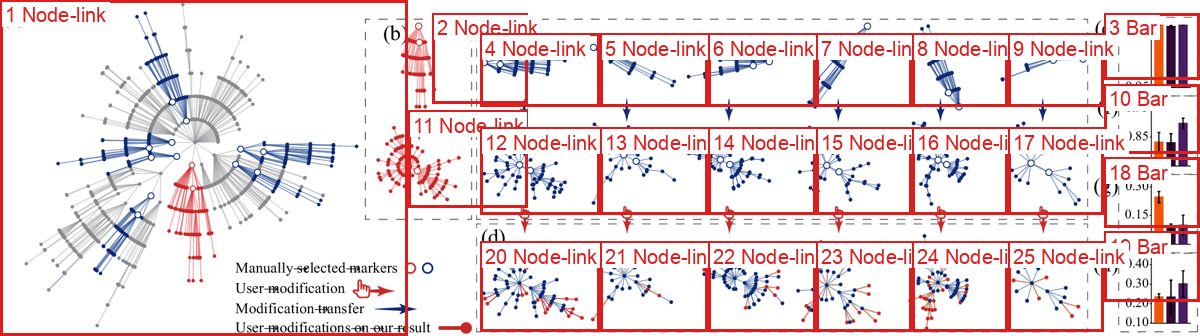 1 Node-link
(b)
2 Node-link
3 Bar
4 Node-link
5 Node-link
6 Node-link
7 Node-lin
8 Node-lin
9 Node-link
10 Bar
0.85
11 Node-link
12 Node-link
13 Node-link
14 Node-link
15 Node-lin
16 Node-link
17 Node-link
18 Bar
0.30
0.15
(d)
19 Bar
20 Node-link
21 Node-link
22 Node-link
23 Node-lin
24 Node-lin
25 Node-link
0.40
0.30
0.20
0.10
Manually-selected markers
User modification
Modification transfer
User modifications on our result